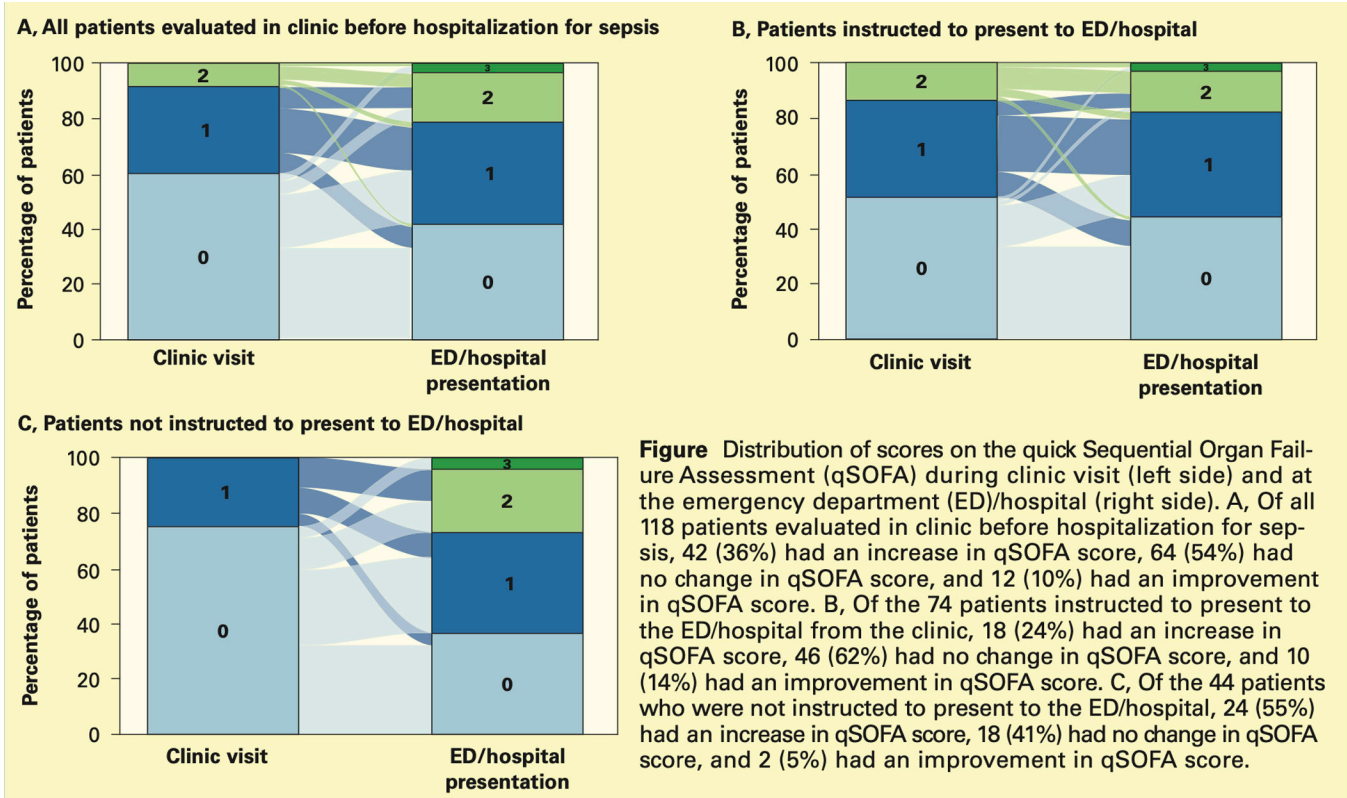 A, All patients evaluated in clinic before hospitalization for sepsis
Percentage of patients
100
80
60
40
20
0
2
1
0
3
2
1
0
Clinic visit
ED/hospital
presentation
B, Patients instructed to present to ED/hospital
Percentage of patients
100
80
60
40
20
0
2
1
0
3
2
1
0
Clinic visit
ED/hospital
presentation
C, Patients not instructed to present to ED/hospital
Percentage of patients
100
80
60
40
20
0
1
0
3
2
1
0
Clinic visit
ED/hospital
presentation
Figure Distribution of scores on the quick Sequential Organ Fail-
ure Assessment (qSOFA) during clinic visit (left side) and at
the emergency department (ED)/hospital (right side). A, Of all
118 patients evaluated in clinic before hospitalization for sep-
sis, 42 (36%) had an increase in qSOFA score, 64 (54%) had
no change in qSOFA score, and 12 (10%) had an improvement
in qSOFA score. B, Of the 74 patients instructed to present to
the ED/hospital from the clinic, 18 (24%) had an increase in
qSOFA score, 46 (62%) had no change in qSOFA score, and 10
(14%) had an improvement in qSOFA score. C, Of the 44 patients
who were not instructed to present to the ED/hospital, 24 (55%)
had an increase in qSOFA score, 18 (41%) had no change in qSOFA
score, and 2 (5%) had an improvement in qSOFA score.